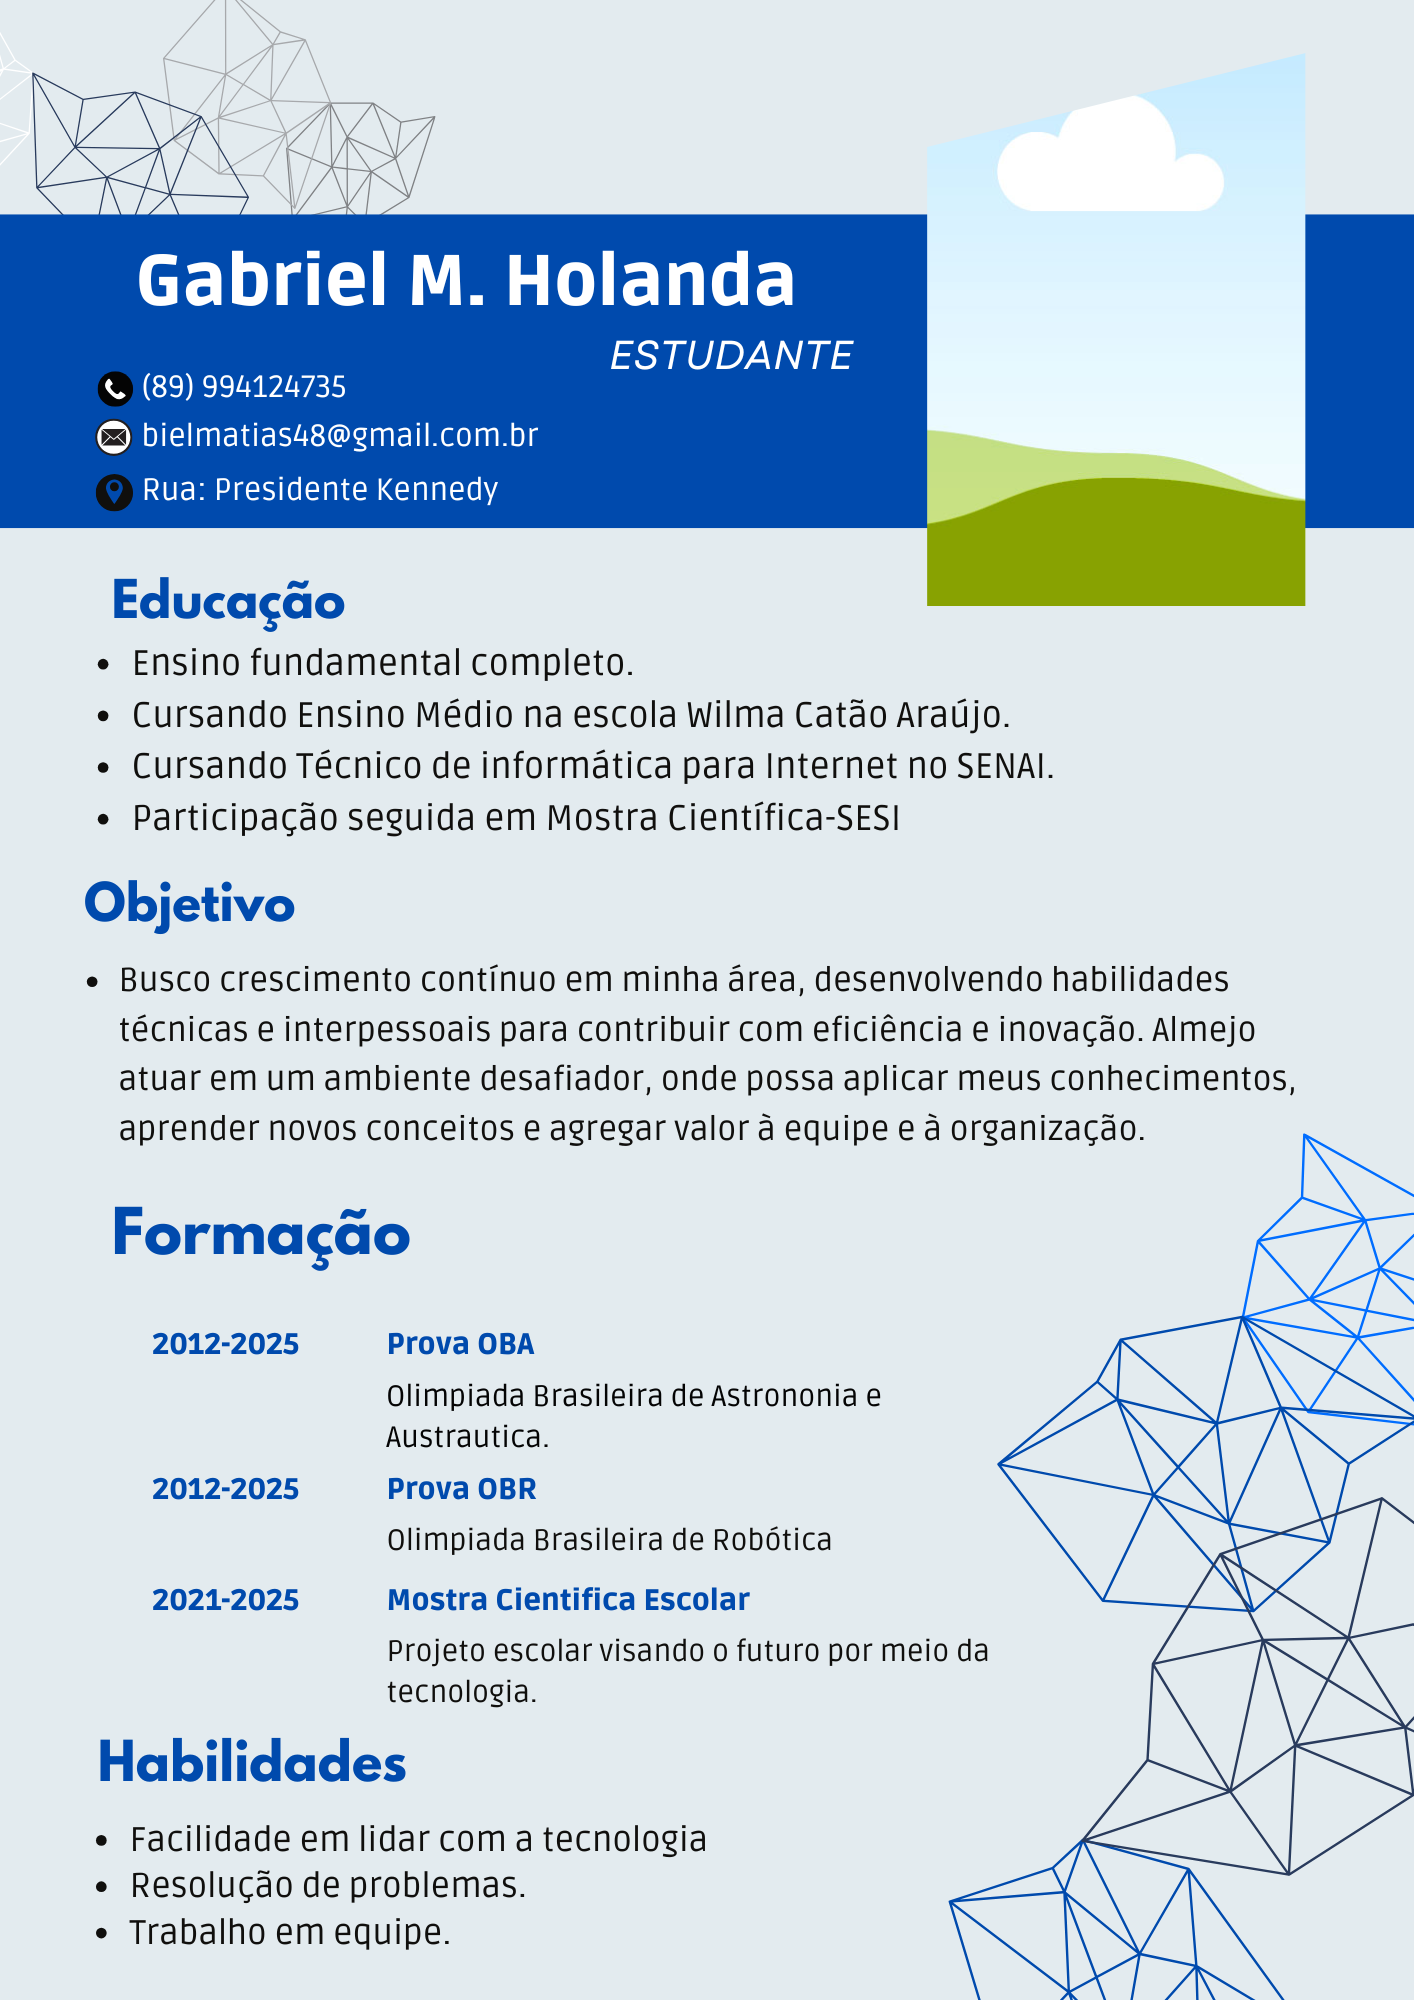 Gabriel M. Holanda
ESTUDANTE
(89) 994124735
bielmatias48@gmail.com.br
Rua: Presidente Kennedy
Educação
• Ensino fundamental completo.
• Cursando Ensino Médio na escola Wilma Catão Araújo.
• Cursando Técnico de informática para Internet no SENAI.
• Participação seguida em Mostra Científica-SESI
Objetivo
• Busco crescimento contínuo em minha área, desenvolvendo habilidades
técnicas e interpessoais para contribuir com eficiência e inovação. Almejo
atuar em um ambiente desafiador, onde possa aplicar meus conhecimentos,
aprender novos conceitos e agregar valor à equipe e à organização.
Formação
2012-2025 Prova OBA
Olimpiada Brasileira de Astrononia e
Austrautica.
2012-2025 Prova OBR
Olimpiada Brasileira de Robótica
2021-2025 Mostra Cientifica Escolar
Projeto escolar visando o futuro por meio da
tecnologia.
Habilidades
• Facilidade em lidar com a tecnologia
• Resolução de problemas.
• Trabalho em equipe.